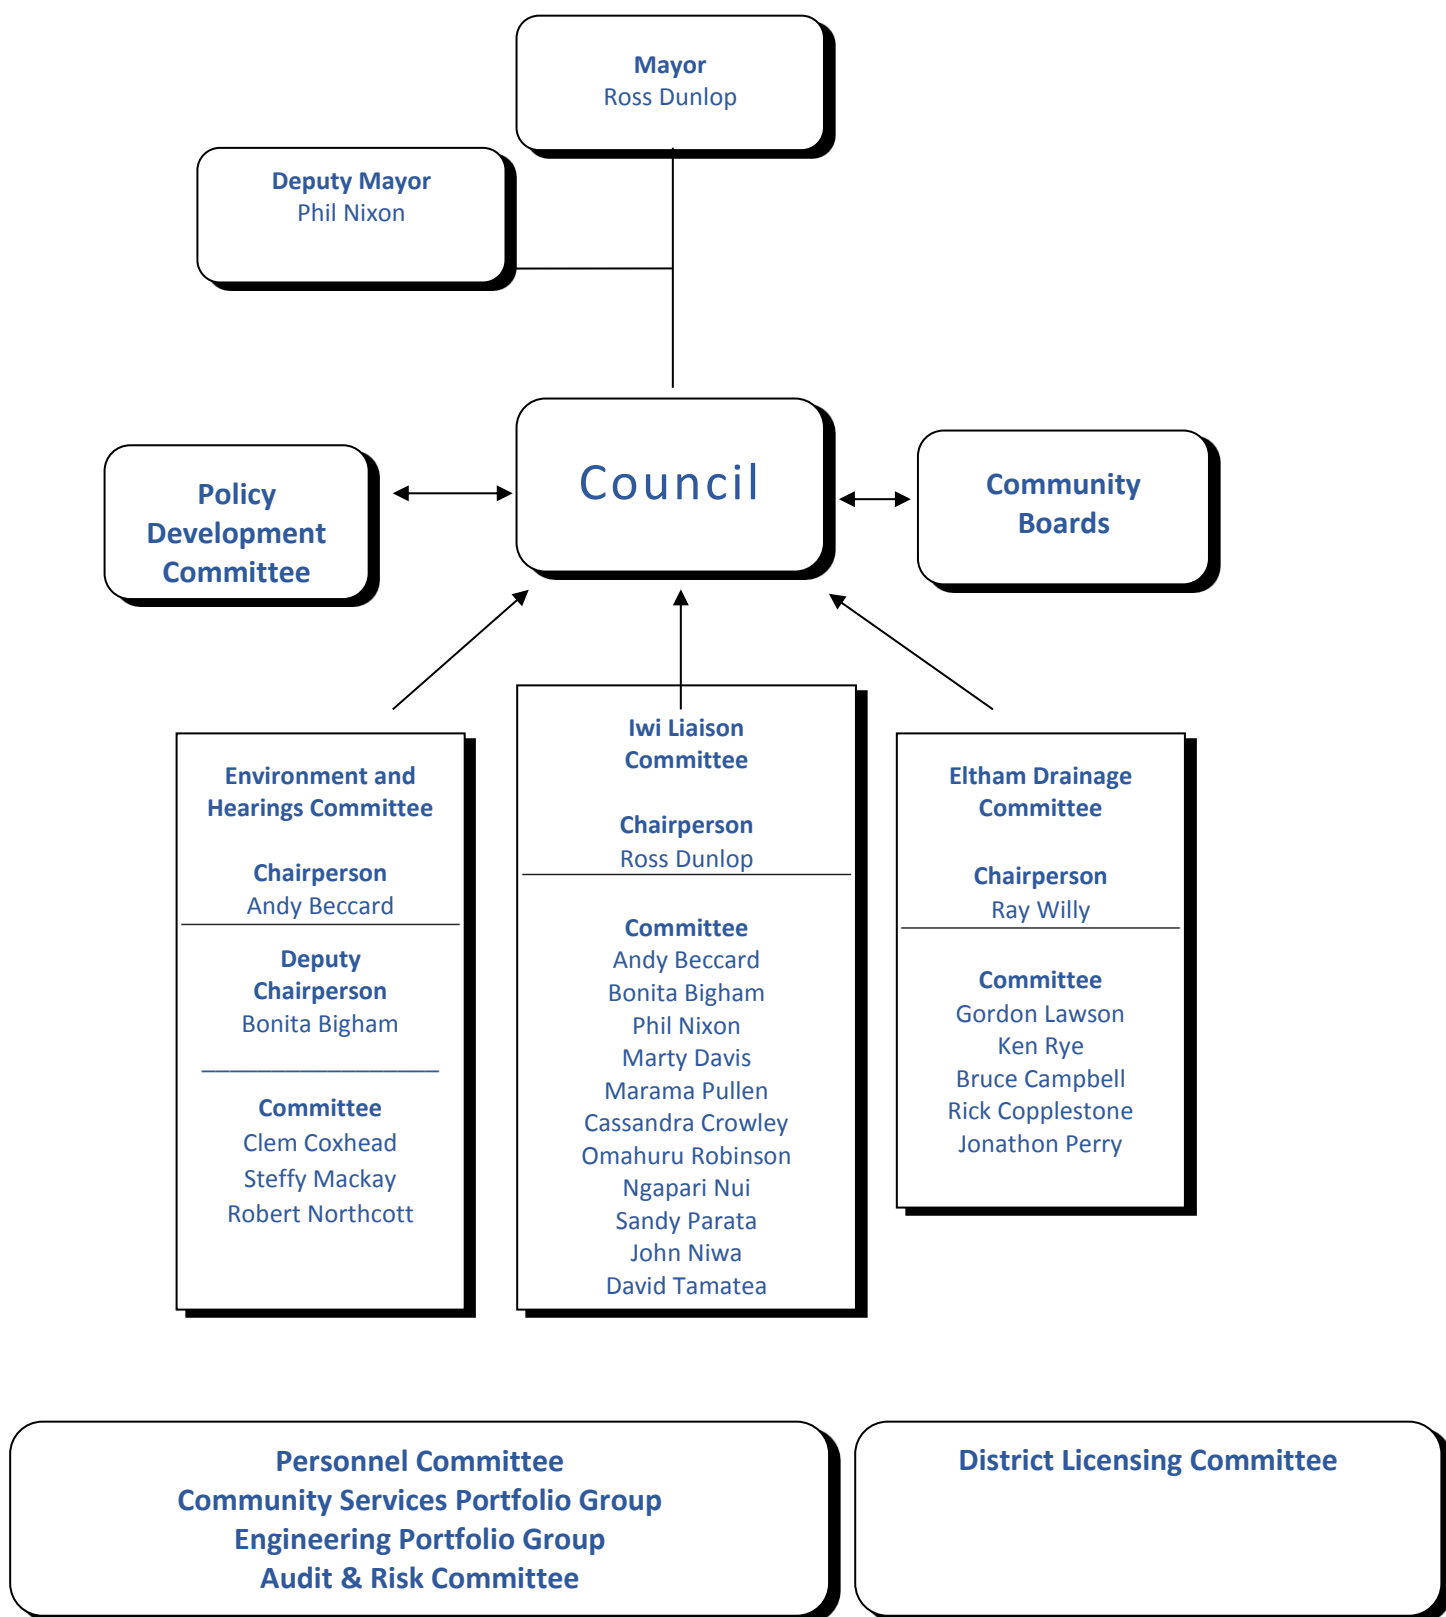 Mayor
Ross Dunlop
Deputy Mayor
Phil Nixon
Policy
Development
Committee
Council
Community
Boards
Environment and
Hearings Committee
Chairperson
Andy Beccard
Deputy
Chairperson
Bonita Bigham
Committee
Clem Coxhead
Steffy Mackay
Robert Northcott
Iwi Liaison
Committee
Chairperson
Ross Dunlop
Committee
Andy Beccard
Bonita Bigham
Phil Nixon
Marty Davis
Marama Pullen
Cassandra Crowley
Omahuru Robinson
Ngapari Nui
Sandy Parata
John Niwa
David Tamatea
Eltham Drainage
Committee
Chairperson
Ray Willy
Committee
Gordon Lawson
Ken Rye
Bruce Campbell
Rick Copplestone
Jonathon Perry
Personnel Committee
Community Services Portfolio Group
Engineering Portfolio Group
Audit & Risk Committee
District Licensing Committee